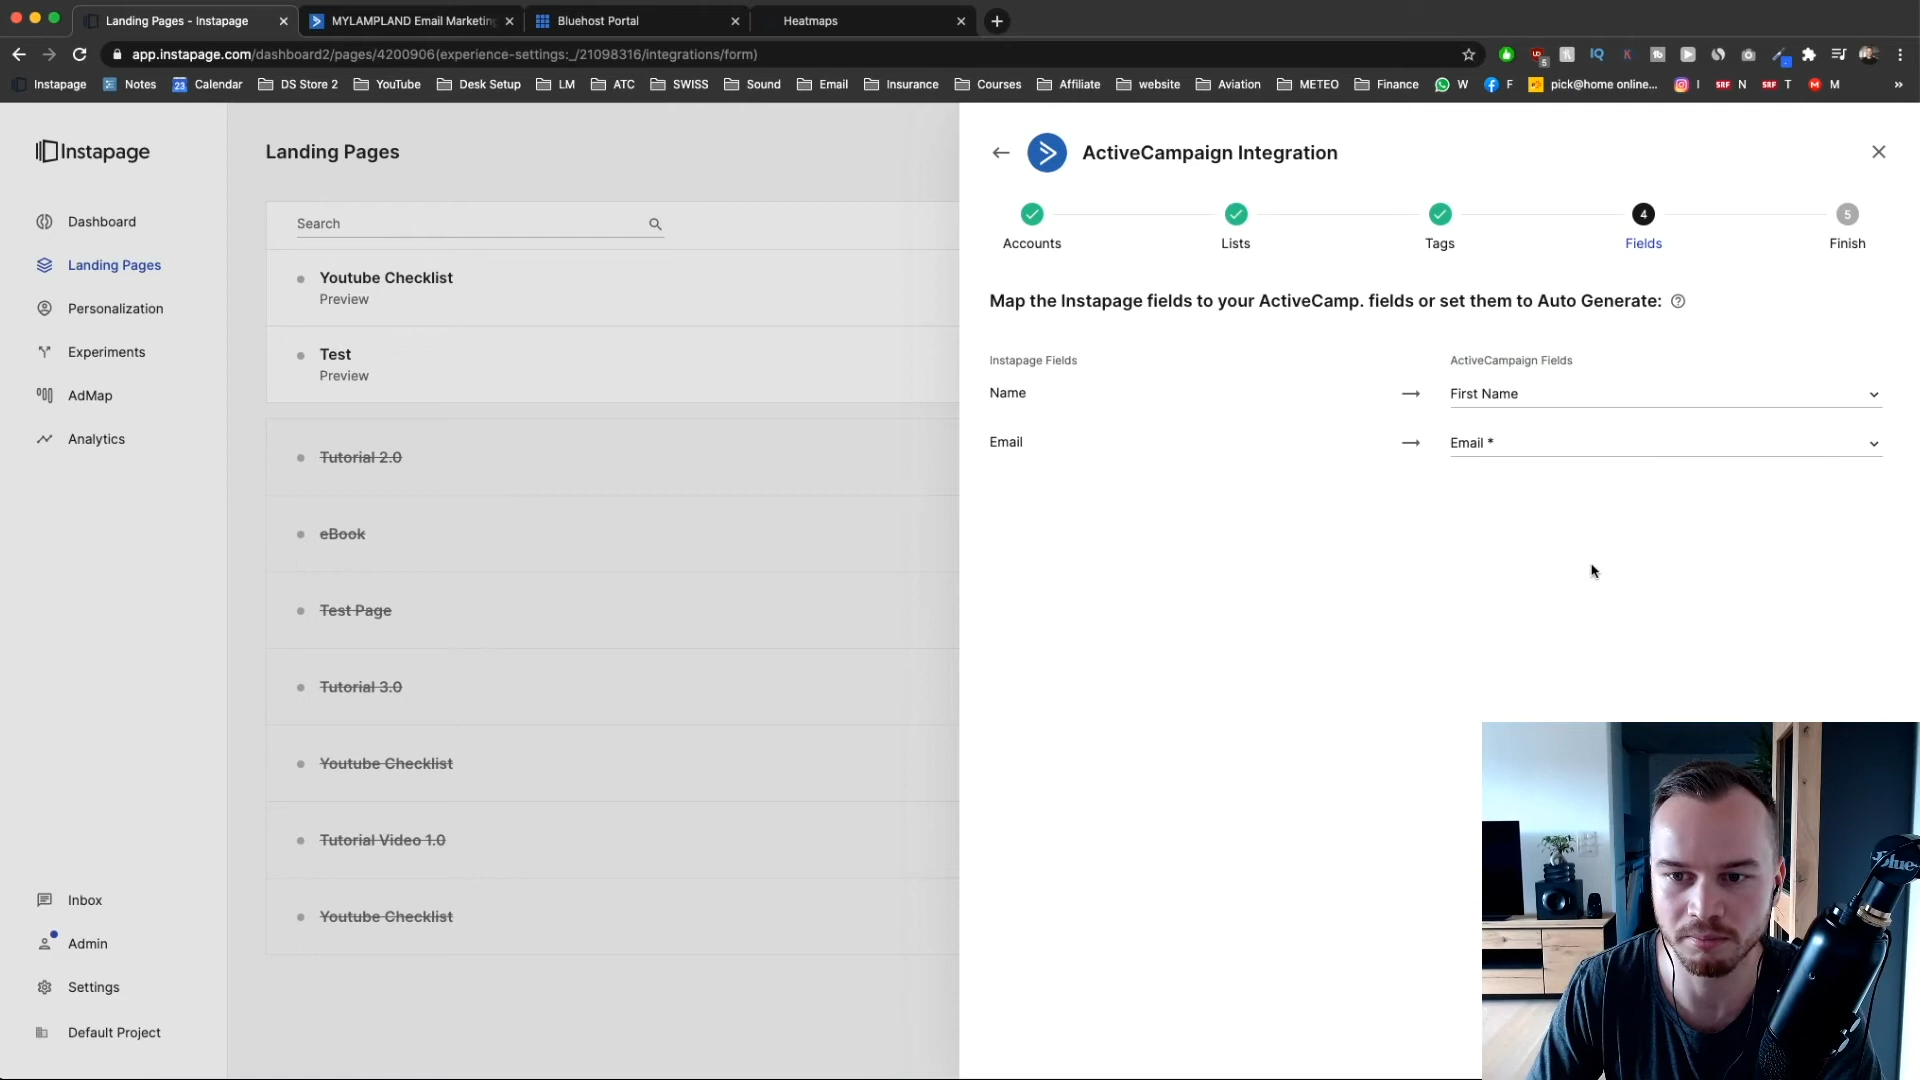 Landing Pages - Instapage
MYLAMPLAND Email Marketing
Bluehost Portal
Heatmaps
app.instapage.com/dashboard2/pages/4200906(experience-settings:_/21098316/integrations/form)
Instapage
Notes
Calendar
DS Store 2
YouTube
Desk Setup
LM
ATC
SWISS
Sound
Email
Insurance
Courses
Affiliate
website
Aviation
METEO
Finance
W
F
pick@home online...
I
SRF N
SRF T
M
»
Instapage
Dashboard
Landing Pages
Personalization
Experiments
AdMap
Analytics
Inbox
Admin
Settings
Default Project
Landing Pages
Search
Youtube Checklist
Preview
Test
Preview
Tutorial 2.0
eBook
Test Page
Tutorial 3.0
Youtube Checklist
Tutorial Video 1.0
Youtube Checklist
ActiveCampaign Integration
4
5
Accounts
Lists
Tags
Fields
Finish
Map the Instapage fields to your ActiveCamp. fields or set them to Auto Generate:
Instapage Fields
ActiveCampaign Fields
Name
First Name
Email
Email *
Blue